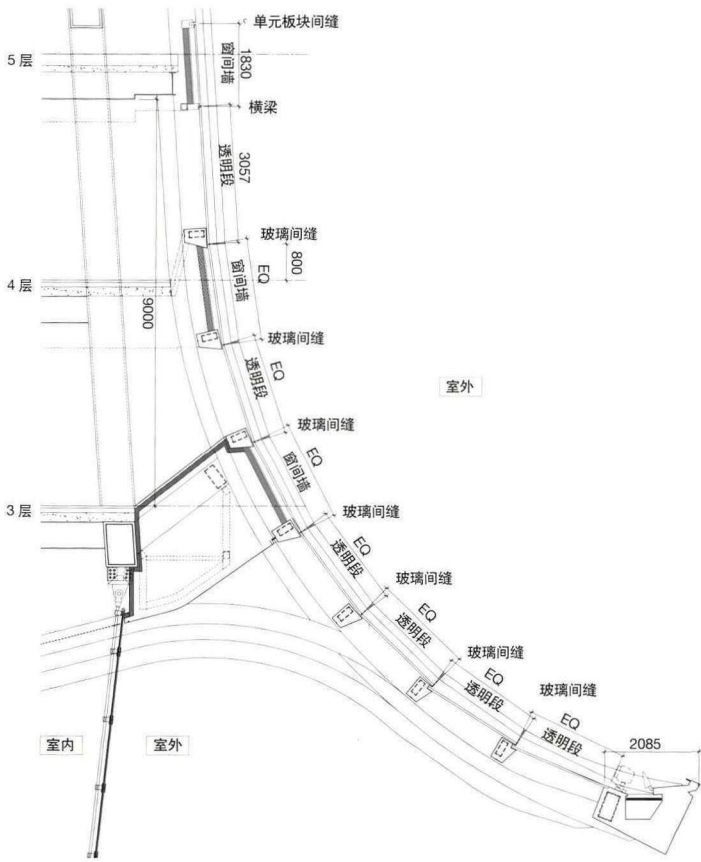 单元板块间缝
5 层
1830
窗间墙
横梁
3057
透明段
玻璃间缝
800
EQ
窗间墙
4 层
9000
玻璃间缝
EQ
透明段
室外
玻璃间缝
EQ
窗间墙
3 层
玻璃间缝
EQ
透明段
玻璃间缝
EQ
透明段
玻璃间缝
EQ
透明段
玻璃间缝
EQ
透明段
2085
室内
室外